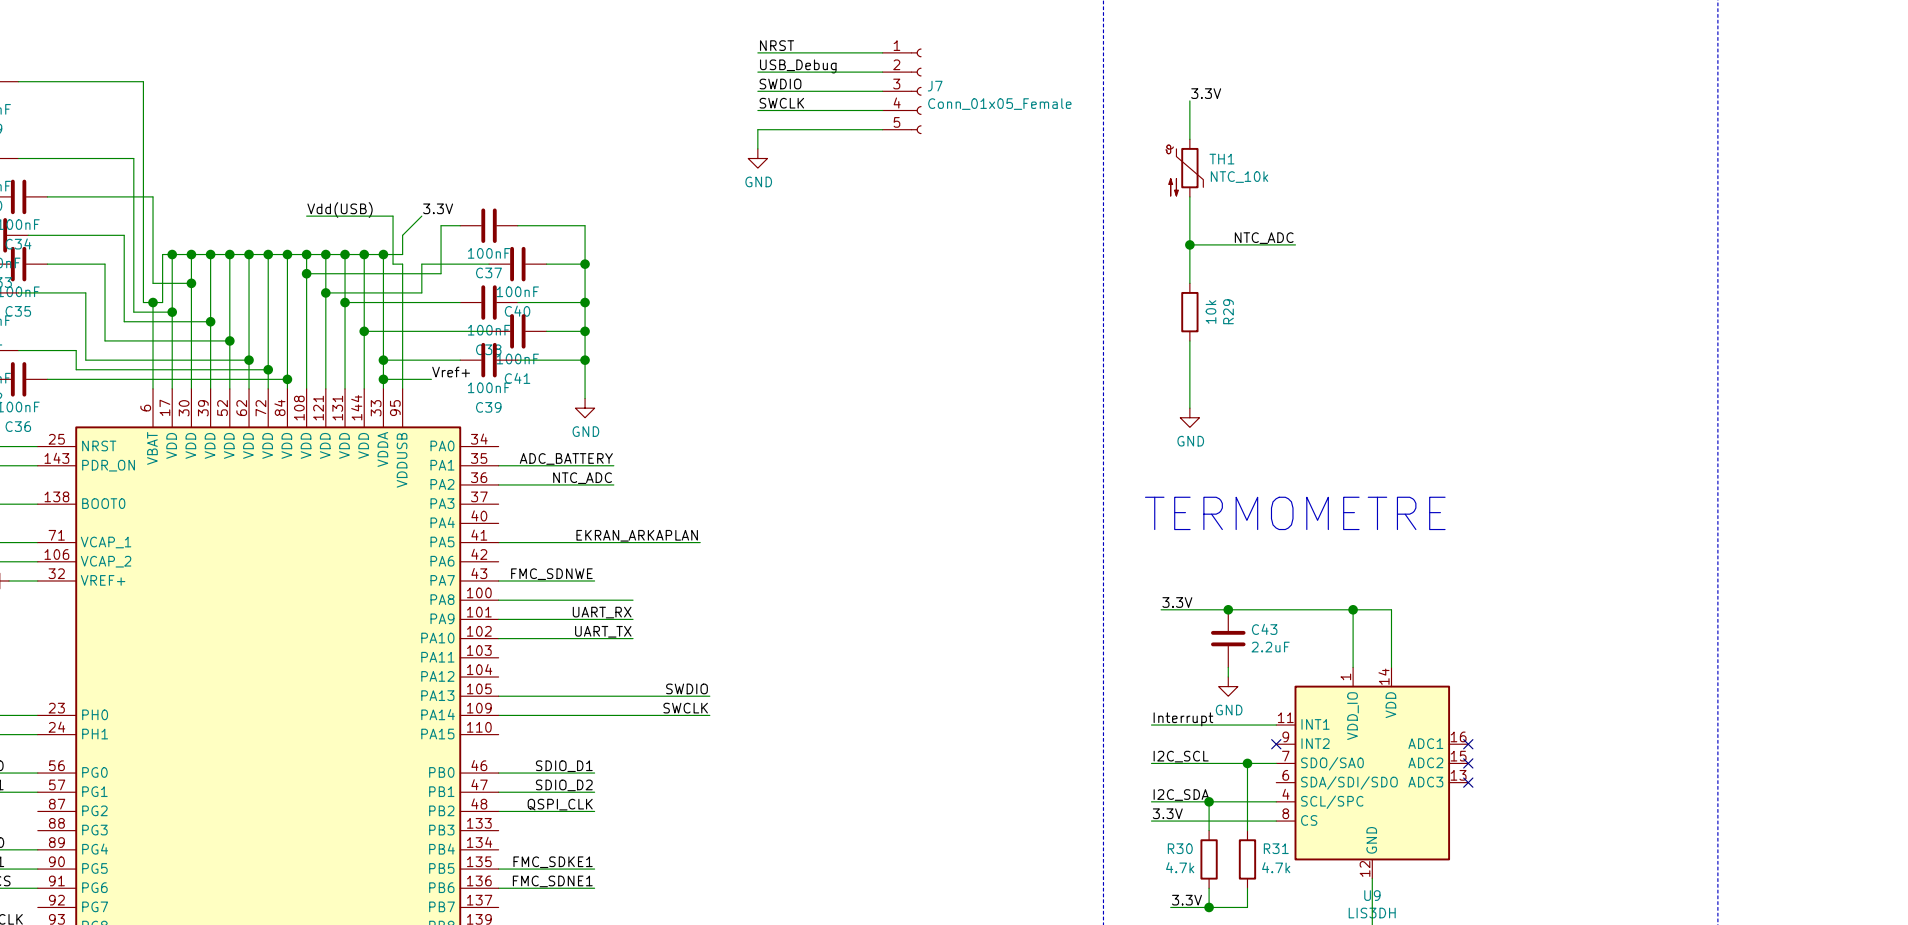 NRST 1
USB_Debug 2
SWDIO 3
SWCLK 4
5
J7
Conn_01x05_Female
GND
3.3V
TH1
NTC_10k
NTC_ADC
10k
R29
GND
TERMOMETRE
Vdd(USB)
3.3V
100nF
C37
100nF
C40
100nF
C38
100nF
C41
100nF
C39
Vref+
GND
100nF
C34
100nF
C35
100nF
C36
6 17 30 39 52 62 72 84 108 121 131 144 33 95
VBAT VDD VDD VDD VDD VDD VDD VDD VDD VDD VDD VDD VDDA VDDUSB
25 NRST
143 PDR_ON
138 BOOT0
71 VCAP_1
106 VCAP_2
32 VREF+
23 PH0
24 PH1
56 PG0
57 PG1
87 PG2
88 PG3
89 PG4
90 PG5
91 PG6
92 PG7
93 PG8
PA0 34
PA1 35 ADC_BATTERY
PA2 36 NTC_ADC
PA3 37
PA4 40
PA5 41 EKRAN_ARKAPLAN
PA6 42
PA7 43 FMC_SDNWE
PA8 100
PA9 101 UART_RX
PA10 102 UART_TX
PA11 103
PA12 104
PA13 105 SWDIO
PA14 109 SWCLK
PA15 110
PB0 46 SDIO_D1
PB1 47 SDIO_D2
PB2 48 QSPI_CLK
PB3 133
PB4 134
PB5 135 FMC_SDKE1
PB6 136 FMC_SDNE1
PB7 137
PB8 139
3.3V
C43
2.2uF
GND
1 14
VDD_IO VDD
Interrupt 11 INT1
9 INT2
I2C_SCL 7 SDO/SA0
6 SDA/SDI/SDO
I2C_SDA 4 SCL/SPC
3.3V 8 CS
ADC1 16
ADC2 15
ADC3 13
GND
12
R30
4.7k
R31
4.7k
3.3V
U9
LIS3DH